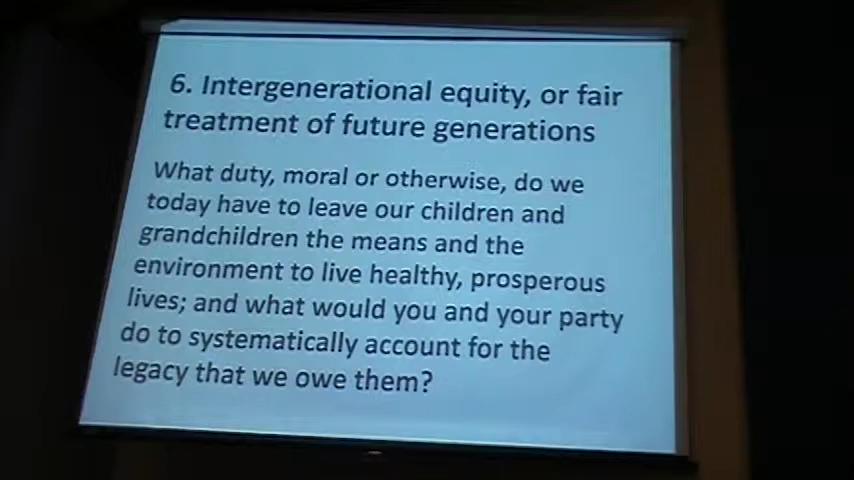 6. Intergenerational equity, or fair
treatment of future generations
What duty, moral or otherwise, do we
today have to leave our children and
grandchildren the means and the
environment to live healthy, prosperous
lives; and what would you and your party
do to systematically account for the
legacy that we owe them?